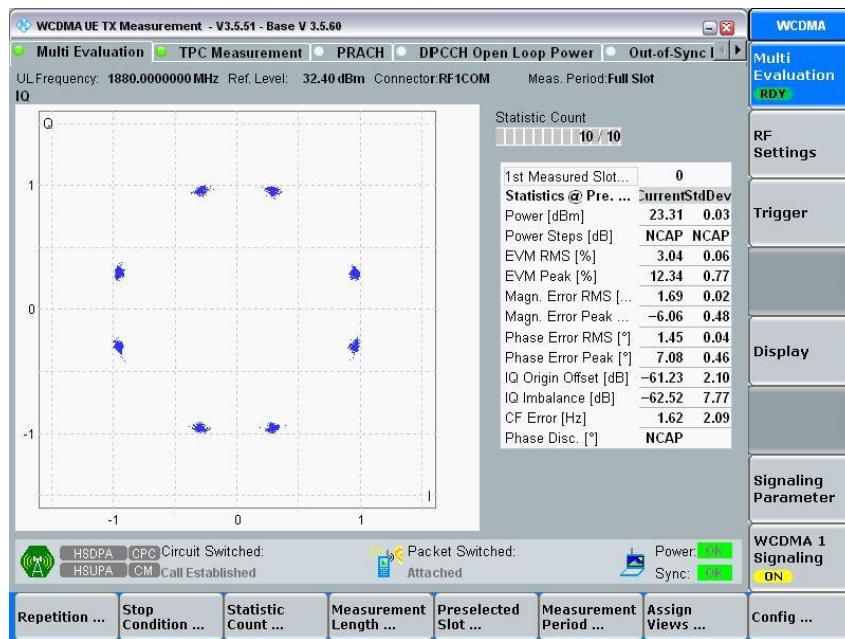 WCDMA UE TX Measurement - V3.5.51 - Base V 3.5.60
WCDMA
Multi Evaluation TPC Measurement PRACH DPCCH Open Loop Power Out-of-Sync
Multi
Evaluation
RDY
UL Frequency: 1880.0000000 MHz Ref. Level: 32.40 dBm Connector:RF1COM Meas. Period:Full Slot
IQ
Q
1
0
-1
-1 0 1
I
Statistic Count
10 / 10
1st Measured Slot... 0
Statistics @ Pre. ... Current StdDev
Power [dBm] 23.31 0.03
Power Steps [dB] NCAP NCAP
EVM RMS [%] 3.04 0.06
EVM Peak [%] 12.34 0.77
Magn. Error RMS [... 1.69 0.02
Magn. Error Peak ... -6.06 0.48
Phase Error RMS [°] 1.45 0.04
Phase Error Peak [°] 7.08 0.46
IQ Origin Offset [dB] -61.23 2.10
IQ Imbalance [dB] -62.52 7.77
CF Error [Hz] 1.62 2.09
Phase Disc. [°] NCAP
RF
Settings
Trigger
Display
Signaling
Parameter
WCDMA 1
Signaling
ON
HSDPA CPC Circuit Switched:
HSUPA CM Call Established
Packet Switched:
Attached
Power: OK
Sync: OK
Repetition ...
Stop
Condition ...
Statistic
Count ...
Measurement
Length ...
Preselected
Slot ...
Measurement
Period ...
Assign
Views ...
Config ...